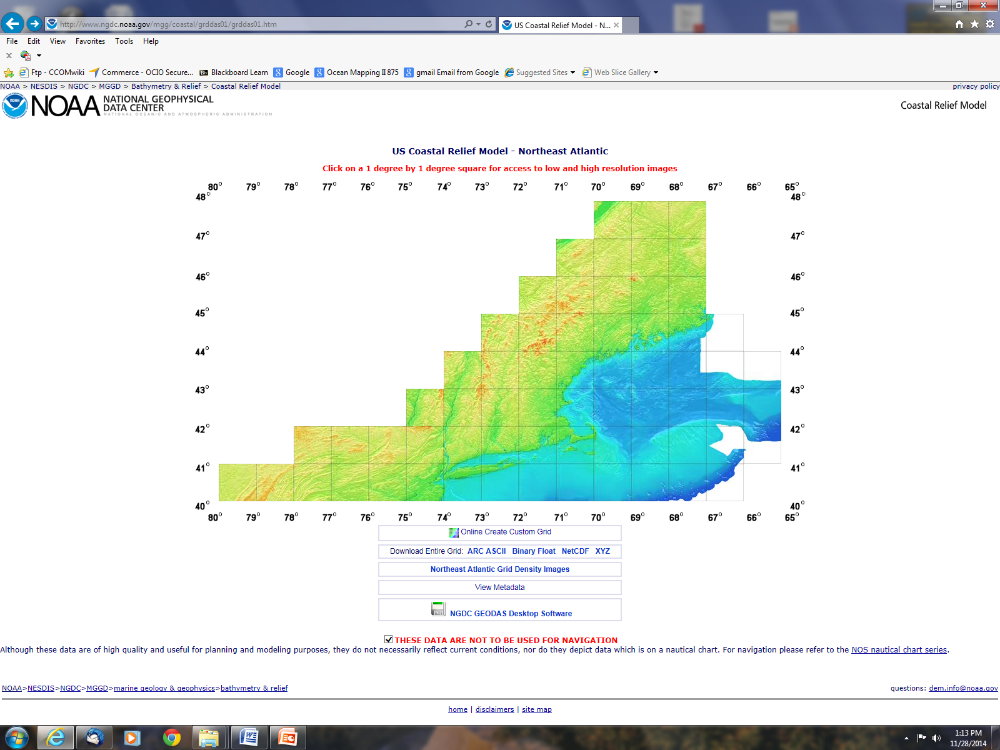 http://www.ngdc.noaa.gov/mgg/coastal/grddas01/grddas01.htm
US Coastal Relief Model - N...
File Edit View Favorites Tools Help
Ftp - CCOMwiki Commerce - OCIO Secure... Blackboard Learn Google Ocean Mapping II 875 gmail Email from Google Suggested Sites Web Slice Gallery
NOAA > NESDIS > NGDC > MGGD > Bathymetry & Relief > Coastal Relief Model privacy policy
NOAA NATIONAL GEOPHYSICAL
DATA CENTER
NATIONAL OCEANIC AND ATMOSPHERIC ADMINISTRATION
Coastal Relief Model
US Coastal Relief Model - Northeast Atlantic
Click on a 1 degree by 1 degree square for access to low and high resolution images
80° 79° 78° 77° 76° 75° 74° 73° 72° 71° 70° 69° 68° 67° 66° 65°
48° 48°
47° 47°
46° 46°
45° 45°
44° 44°
43° 43°
42° 42°
41° 41°
40° 40°
80° 79° 78° 77° 76° 75° 74° 73° 72° 71° 70° 69° 68° 67° 66° 65°
Online Create Custom Grid
Download Entire Grid: ARC ASCII Binary Float NetCDF XYZ
Northeast Atlantic Grid Density Images
View Metadata
NGDC GEODAS Desktop Software
THESE DATA ARE NOT TO BE USED FOR NAVIGATION
Although these data are of high quality and useful for planning and modeling purposes, they do not necessarily reflect current conditions, nor do they depict data which is on a nautical chart. For navigation please refer to the NOS nautical chart series.
NOAA>NESDIS>NGDC>MGGD>marine geology & geophysics>bathymetry & relief questions: dem.info@noaa.gov
home | disclaimers | site map
1:13 PM
11/28/2014